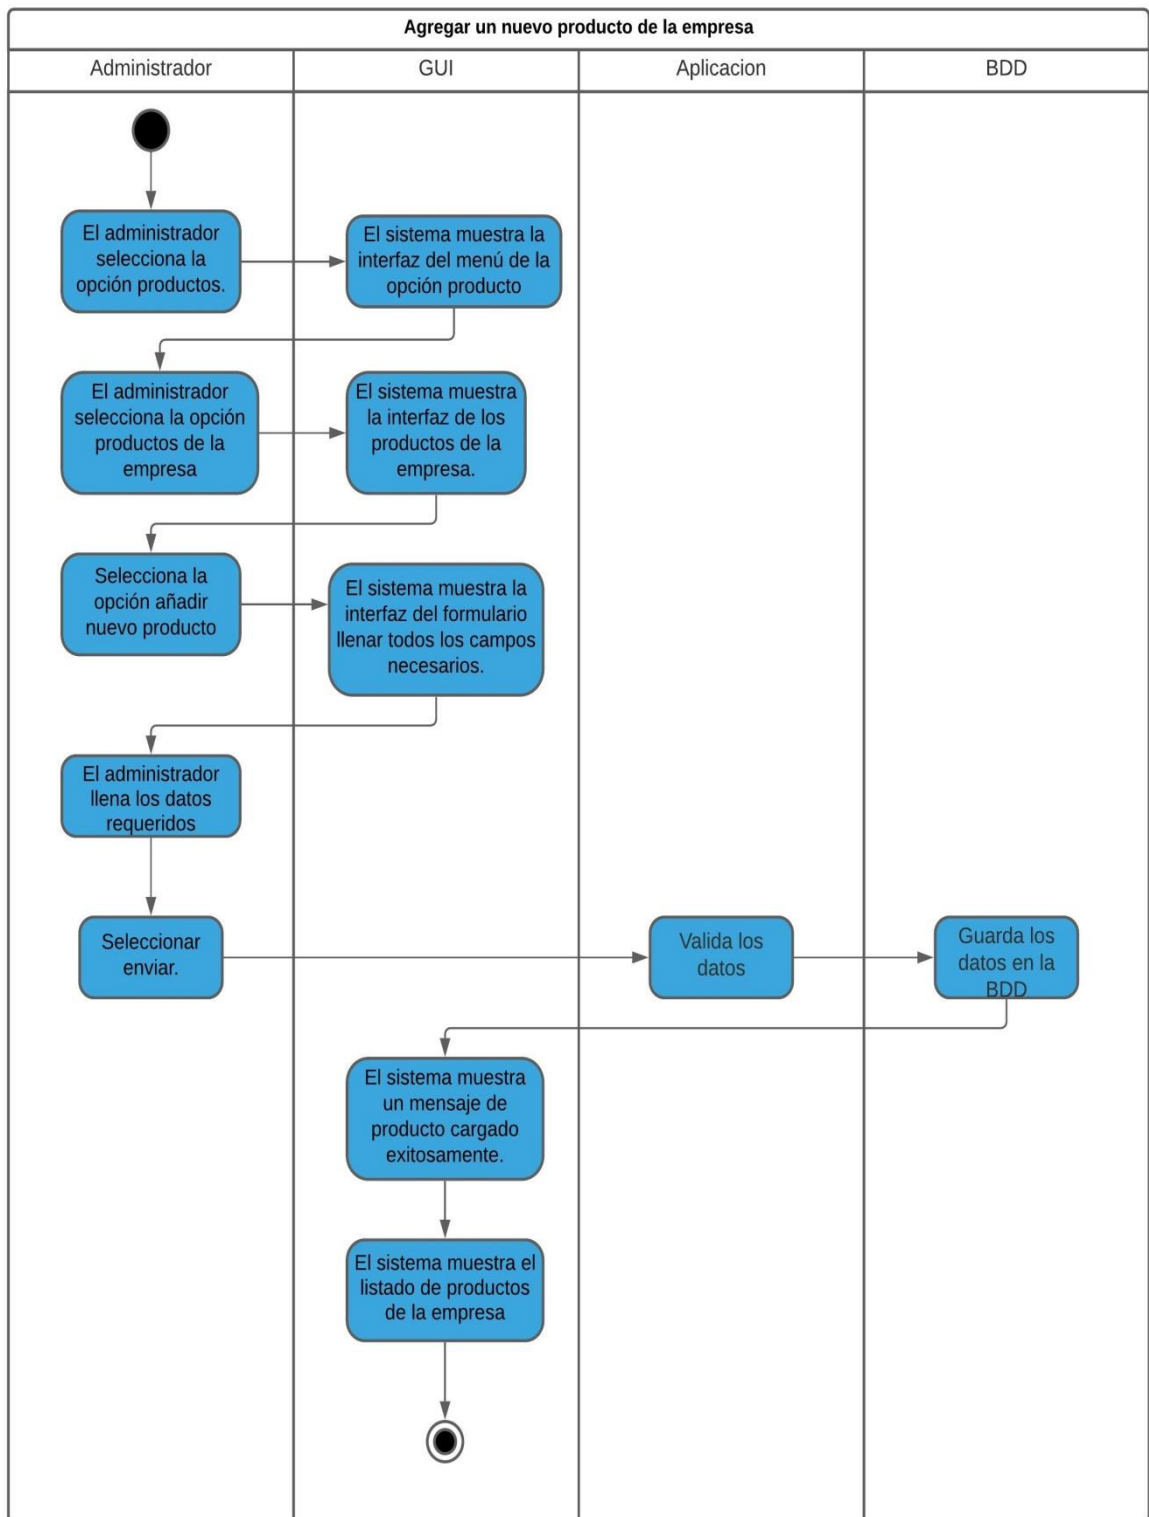 Agregar un nuevo producto de la empresa
Administrador
GUI
Aplicacion
BDD
El administrador
selecciona la
opción productos.
El sistema muestra la
interfaz del menú de la
opción producto
El administrador
selecciona la opción
productos de la
empresa
El sistema muestra
la interfaz de los
productos de la
empresa.
Selecciona la
opción añadir
nuevo producto
El sistema muestra la
interfaz del formulario
llenar todos los campos
necesarios.
El administrador
llena los datos
requeridos
Seleccionar
enviar.
Valida los
datos
Guarda los
datos en la
BDD
El sistema muestra
un mensaje de
producto cargado
exitosamente.
El sistema muestra el
listado de productos
de la empresa